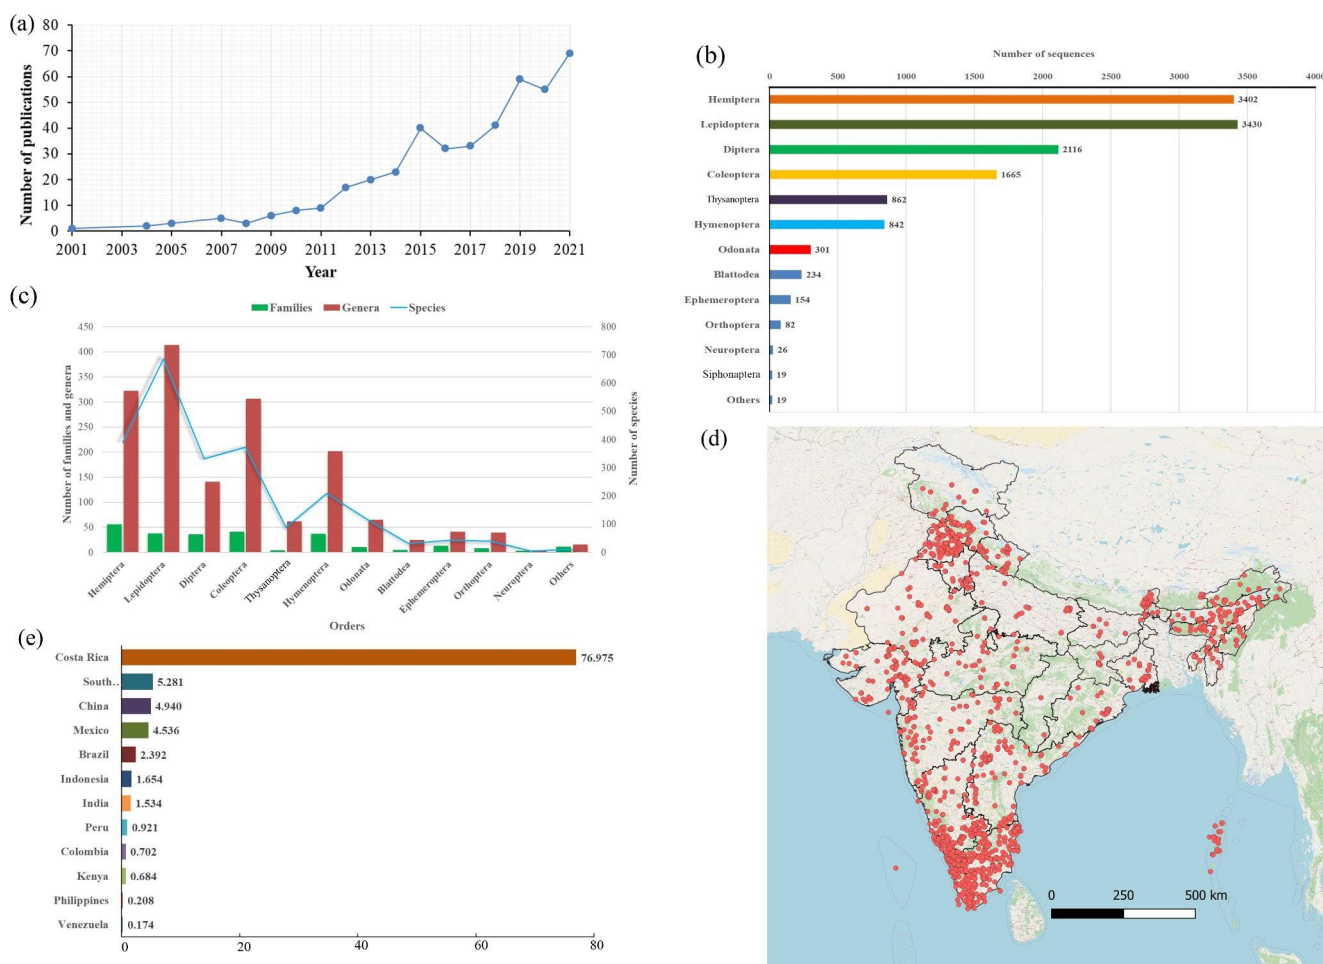 (a)
80
70
60
50
40
30
20
10
0
Number of publications
2001 2003 2005 2007 2009 2011 2013 2015 2017 2019 2021
Year
(b)
Number of sequences
0 500 1000 1500 2000 2500 3000 3500 4000
Hemiptera 3402
Lepidoptera 3430
Diptera 2116
Coleoptera 1665
Thysanoptera 862
Hymenoptera 842
Odonata 301
Blattodea 234
Ephemeroptera 154
Orthoptera 82
Neuroptera 26
Siphonaptera 19
Others 19
(c)
Families Genera Species
450
400
350
300
250
200
150
100
50
0
Number of families and genera
800
700
600
500
400
300
200
100
0
Number of species
Hemiptera
Lepidoptera
Diptera
Coleoptera
Thysanoptera
Hymenoptera
Odonata
Blattodea
Ephemeroptera
Orthoptera
Neuroptera
Others
Orders
(d)
0 250 500 km
(e)
Costa Rica 76.975
South.. 5.281
China 4.940
Mexico 4.536
Brazil 2.392
Indonesia 1.654
India 1.534
Peru 0.921
Colombia 0.702
Kenya 0.684
Philippines 0.208
Venezuela 0.174
0 20 40 60 80